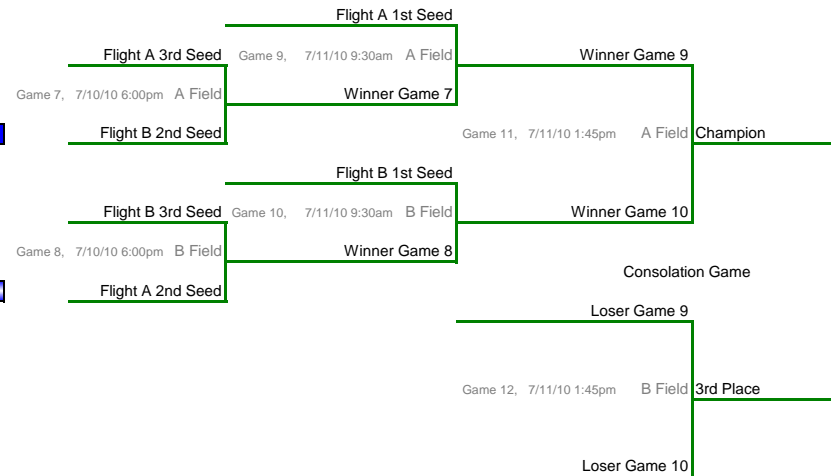 Flight A 1st Seed
Flight A 3rd Seed Game 9, 7/11/10 9:30am A Field Winner Game 9
Game 7, 7/10/10 6:00pm A Field Winner Game 7
Flight B 2nd Seed Game 11, 7/11/10 1:45pm A Field Champion
Flight B 1st Seed
Flight B 3rd Seed Game 10, 7/11/10 9:30am B Field Winner Game 10
Game 8, 7/10/10 6:00pm B Field Winner Game 8
Consolation Game
Flight A 2nd Seed
Loser Game 9
Game 12, 7/11/10 1:45pm B Field 3rd Place
Loser Game 10